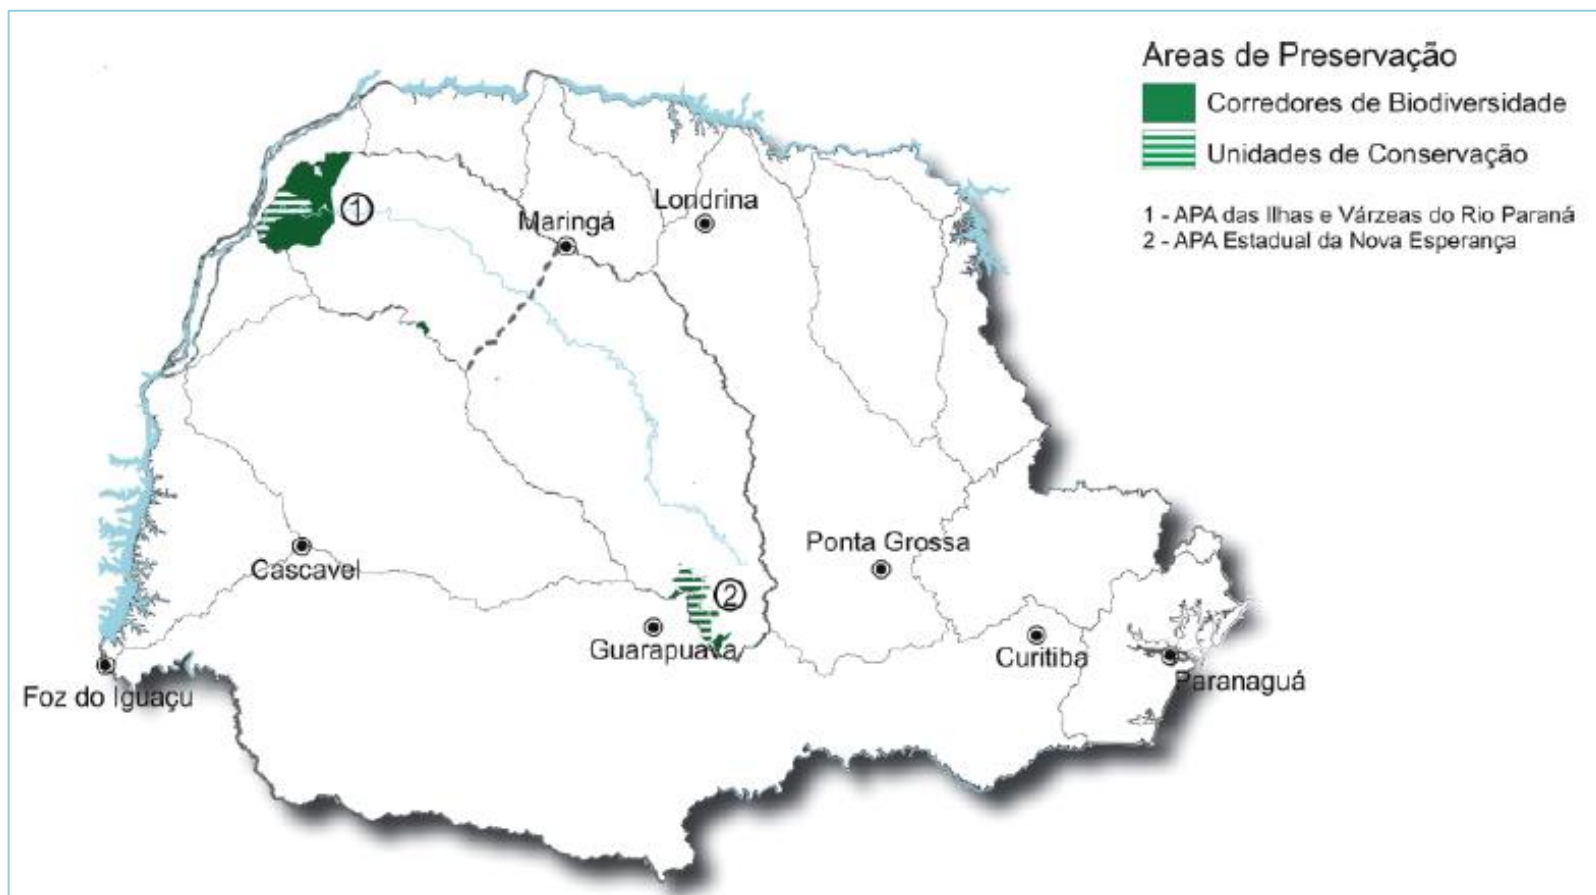 Areas de Preservação
Corredores de Biodiversidade
Unidades de Conservação
1 - APA das Ilhas e Várzeas do Rio Paraná
2 - APA Estadual da Nova Esperança
1
Londrina
Maringá
Ponta Grossa
Cascavel
2
Guarapuava
Curitiba
Paranaguá
Foz do Iguaçu